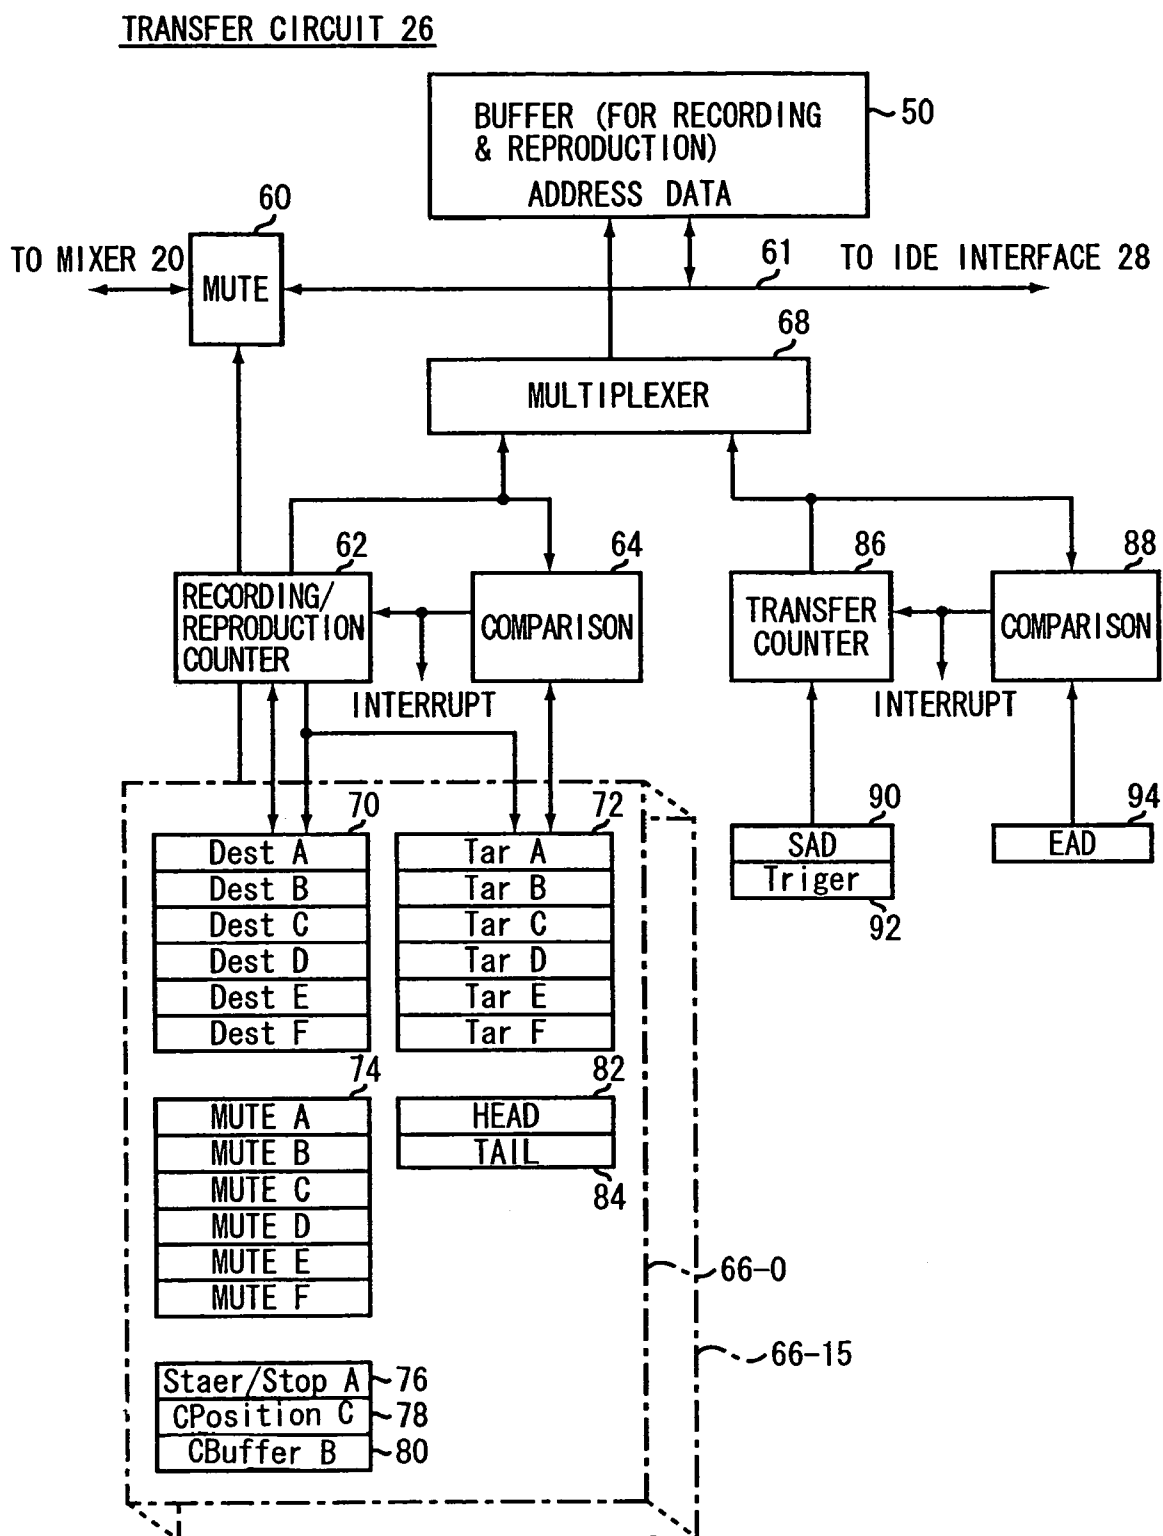 TRANSFER CIRCUIT 26
BUFFER (FOR RECORDING
& REPRODUCTION)
ADDRESS DATA
50
60
TO MIXER 20
MUTE
61
TO IDE INTERFACE 28
68
MULTIPLEXER
62
RECORDING/
REPRODUCTION
COUNTER
64
COMPARISON
INTERRUPT
86
TRANSFER
COUNTER
88
COMPARISON
INTERRUPT
70
Dest A
Dest B
Dest C
Dest D
Dest E
Dest F
72
Tar A
Tar B
Tar C
Tar D
Tar E
Tar F
90
SAD
Triger
92
94
EAD
74
MUTE A
MUTE B
MUTE C
MUTE D
MUTE E
MUTE F
82
HEAD
TAIL
84
66-0
66-15
Staer/Stop A
76
CPosition C
78
CBuffer B
80